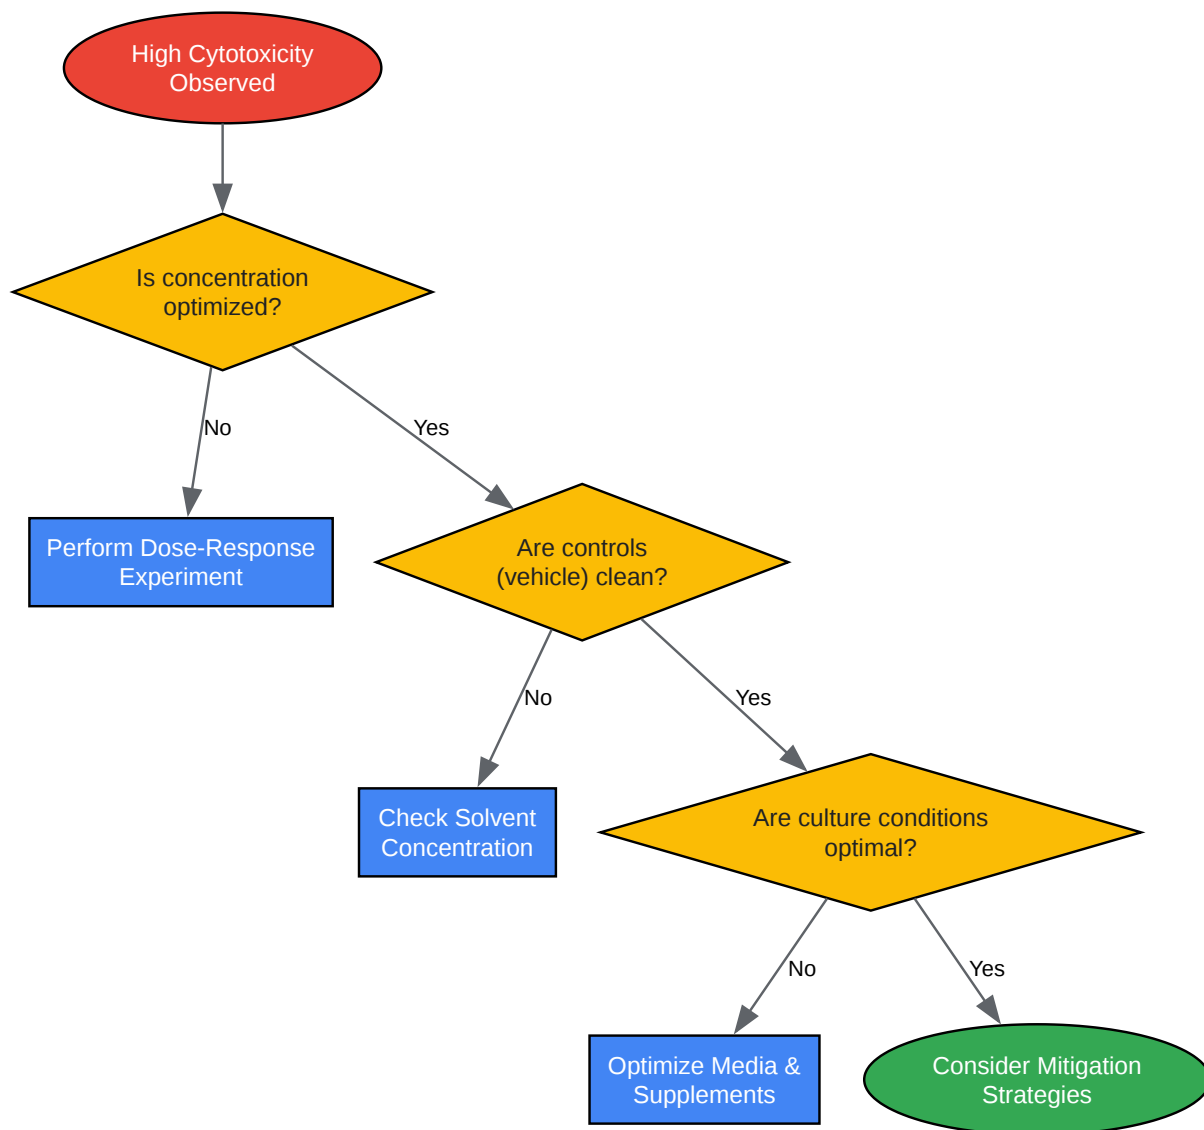 High Cytotoxicity
Observed
Is concentration
optimized?
No
Yes
Perform Dose-Response
Experiment
Are controls
(vehicle) clean?
No
Yes
Check Solvent
Concentration
Are culture conditions
optimal?
No
Yes
Optimize Media &
Supplements
Consider Mitigation
Strategies